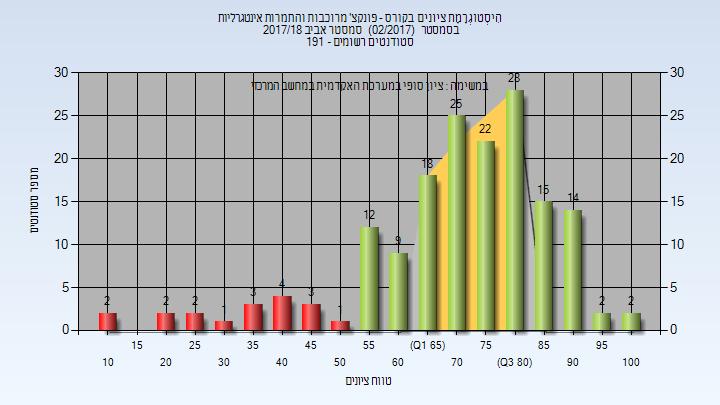 היסטוגרמת ציונים בקורס - פונקצ' מרוכבות והתמרות אינטגרליות
בסמסטר (02/2017) סמסטר אביב 2017/18
סטודנטים רשומים - 191
במשימה : ציון סופי במערכת האקדמית במחשב המרכזי
מספר סטודנטים
30 30
25 25
20 20
15 15
10 10
5 5
0 0
2 2 2 1 3 4 3 1 12 9 18 25 22 28 15 14 2 2
15 25 35 45 55 (Q1 65) 75 85 95
10 20 30 40 50 60 70 (Q3 80) 90 100
טווח ציונים